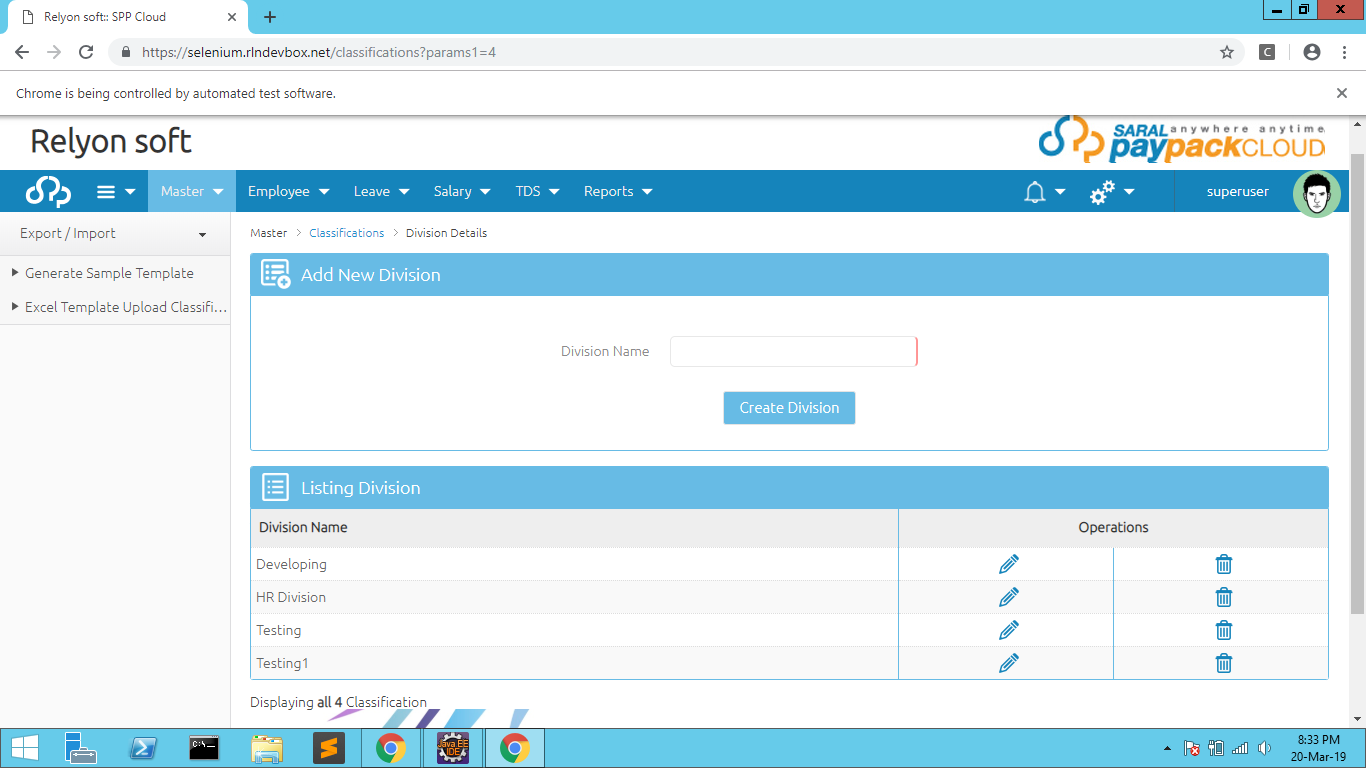 Relyon soft:: SPP Cloud
https://selenium.rlndevbox.net/classifications?params1=4
C
Chrome is being controlled by automated test software.
Relyon soft
SARAL anywhere anytime
paypackCLOUD
Master Employee Leave Salary TDS Reports superuser
Export / Import
Generate Sample Template
Excel Template Upload Classifi...
Master > Classifications > Division Details
Add New Division
Division Name
Create Division
Listing Division
Division Name Operations
Developing
HR Division
Testing
Testing1
Displaying all 4 Classification
C:\_
Java EE
IDE
8:33 PM
20-Mar-19